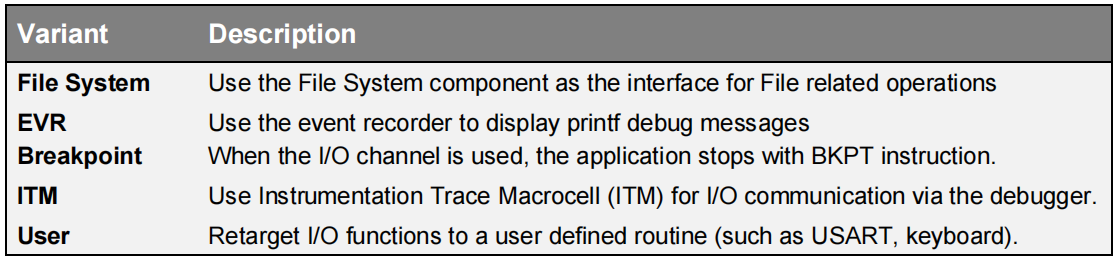 Variant Description
File System Use the File System component as the interface for File related operations
EVR Use the event recorder to display printf debug messages
Breakpoint When the I/O channel is used, the application stops with BKPT instruction.
ITM Use Instrumentation Trace Macrocell (ITM) for I/O communication via the debugger.
User Retarget I/O functions to a user defined routine (such as USART, keyboard).